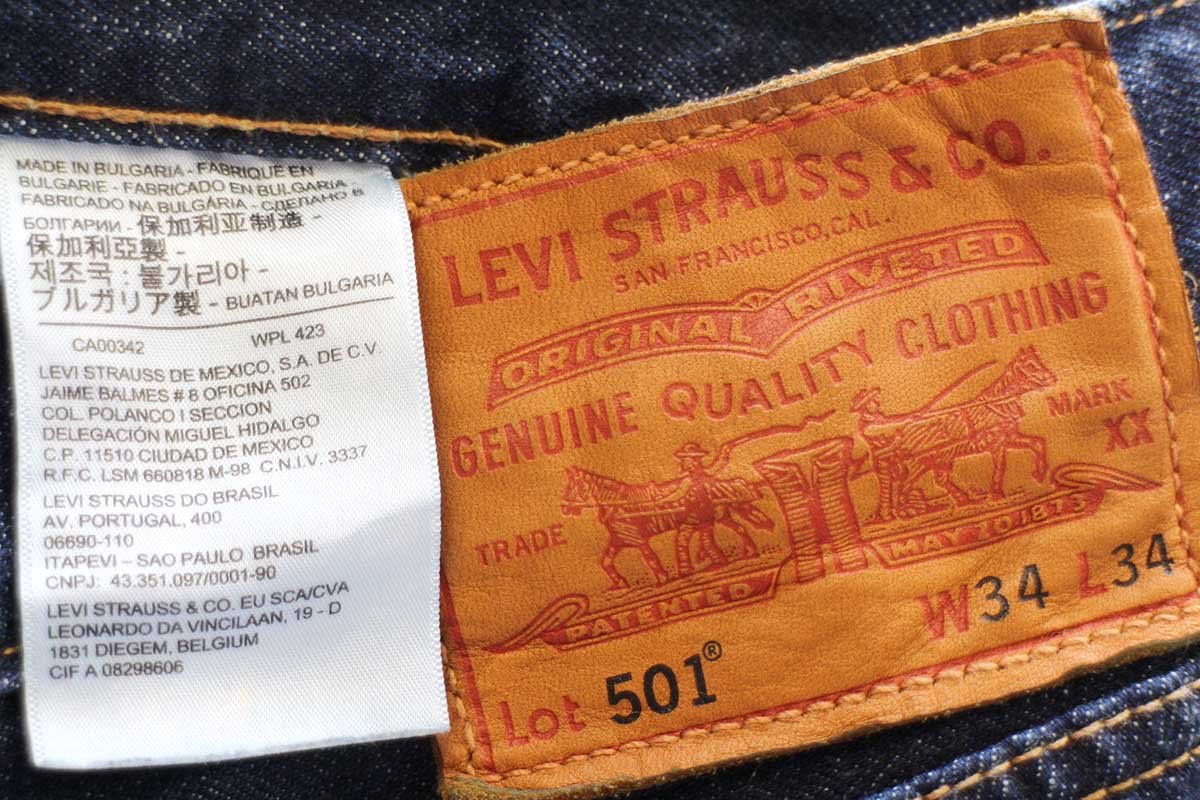 MADE IN BULGARIA - FABRIQUE EN
BULGARIE - FABRICADO EN BULGARIA -
FABRICADO NA BULGÁRIA - СДЕЛАНО В
БОЛГАРИИ - 保加利亚制造 -
保加利亞製 -
제조국 : 불가리아 -
ブルガリア製 - BUATAN BULGARIA
CA00342 WPL 423
LEVI STRAUSS DE MEXICO, S.A. DE C.V.
JAIME BALMES # 8 OFICINA 502
COL. POLANCO I SECCION
DELEGACIÓN MIGUEL HIDALGO
C.P. 11510 CIUDAD DE MEXICO
R.F.C. LSM 660818 M-98 C.N.I.V. 3337
LEVI STRAUSS DO BRASIL
AV. PORTUGAL, 400
06690-110
ITAPEVI – SAO PAULO BRASIL
CNPJ: 43.351.097/0001-90
LEVI STRAUSS & CO. EU SCA/CVA
LEONARDO DA VINCILAAN, 19 - D
1831 DIEGEM, BELGIUM
CIF A 08298606
LEVI STRAUSS & CO.
SAN FRANCISCO, CAL.
ORIGINAL RIVETED
GENUINE QUALITY CLOTHING
TRADE MARK
XX
PATENTED MAY 20 1873
W34 L34
Lot 501®